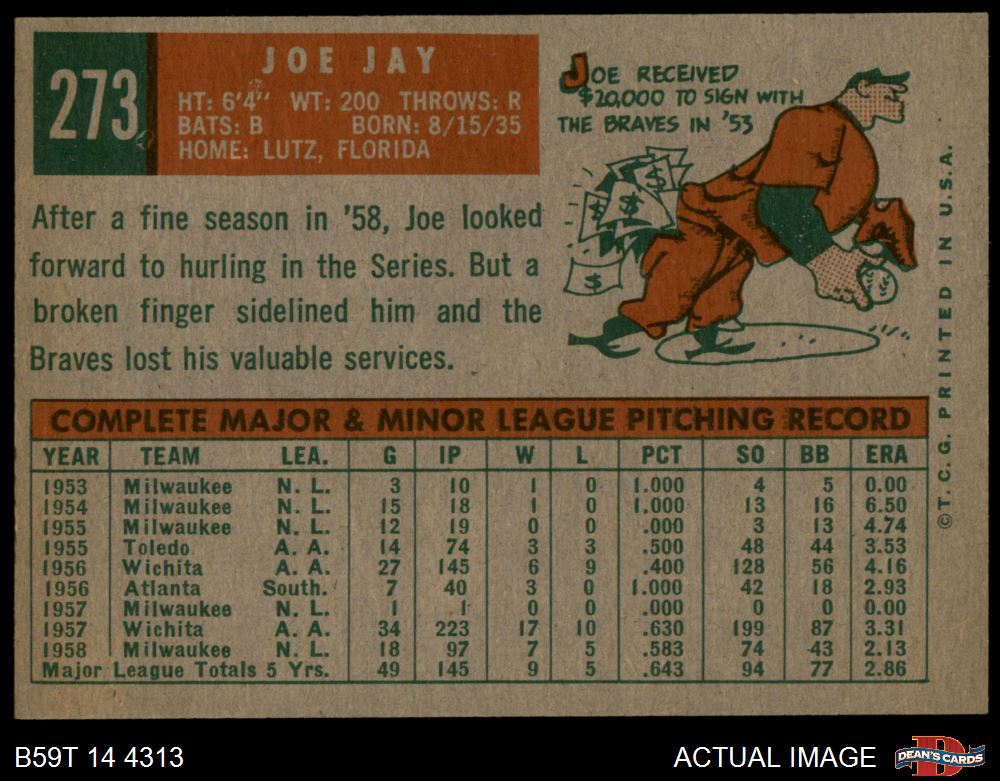 273
JOE JAY
HT: 6'4" WT: 200 THROWS: R
BATS: B BORN: 8/15/35
HOME: LUTZ, FLORIDA
JOE RECEIVED
$20,000 TO SIGN WITH
THE BRAVES IN '53
$
$
$
$
After a fine season in '58, Joe looked
forward to hurling in the Series. But a
broken finger sidelined him and the
Braves lost his valuable services.
COMPLETE MAJOR & MINOR LEAGUE PITCHING RECORD
YEAR TEAM LEA. G IP W L PCT SO BB ERA
1953 Milwaukee N. L. 3 10 1 0 1.000 4 5 0.00
1954 Milwaukee N. L. 15 18 1 0 1.000 13 16 6.50
1955 Milwaukee N. L. 12 19 0 0 .000 3 13 4.74
1955 Toledo A. A. 14 74 3 3 .500 48 44 3.53
1956 Wichita A. A. 27 145 6 9 .400 128 56 4.16
1956 Atlanta South. 7 40 3 0 1.000 42 18 2.93
1957 Milwaukee N. L. 1 1 0 0 .000 0 0 0.00
1957 Wichita A. A. 34 223 17 10 .630 199 87 3.31
1958 Milwaukee N. L. 18 97 7 5 .583 74 43 2.13
Major League Totals 5 Yrs. 49 145 9 5 .643 94 77 2.86
©T. C. G. PRINTED IN U.S.A.
B59T 14 4313
ACTUAL IMAGE
D
DEAN'S CARDS